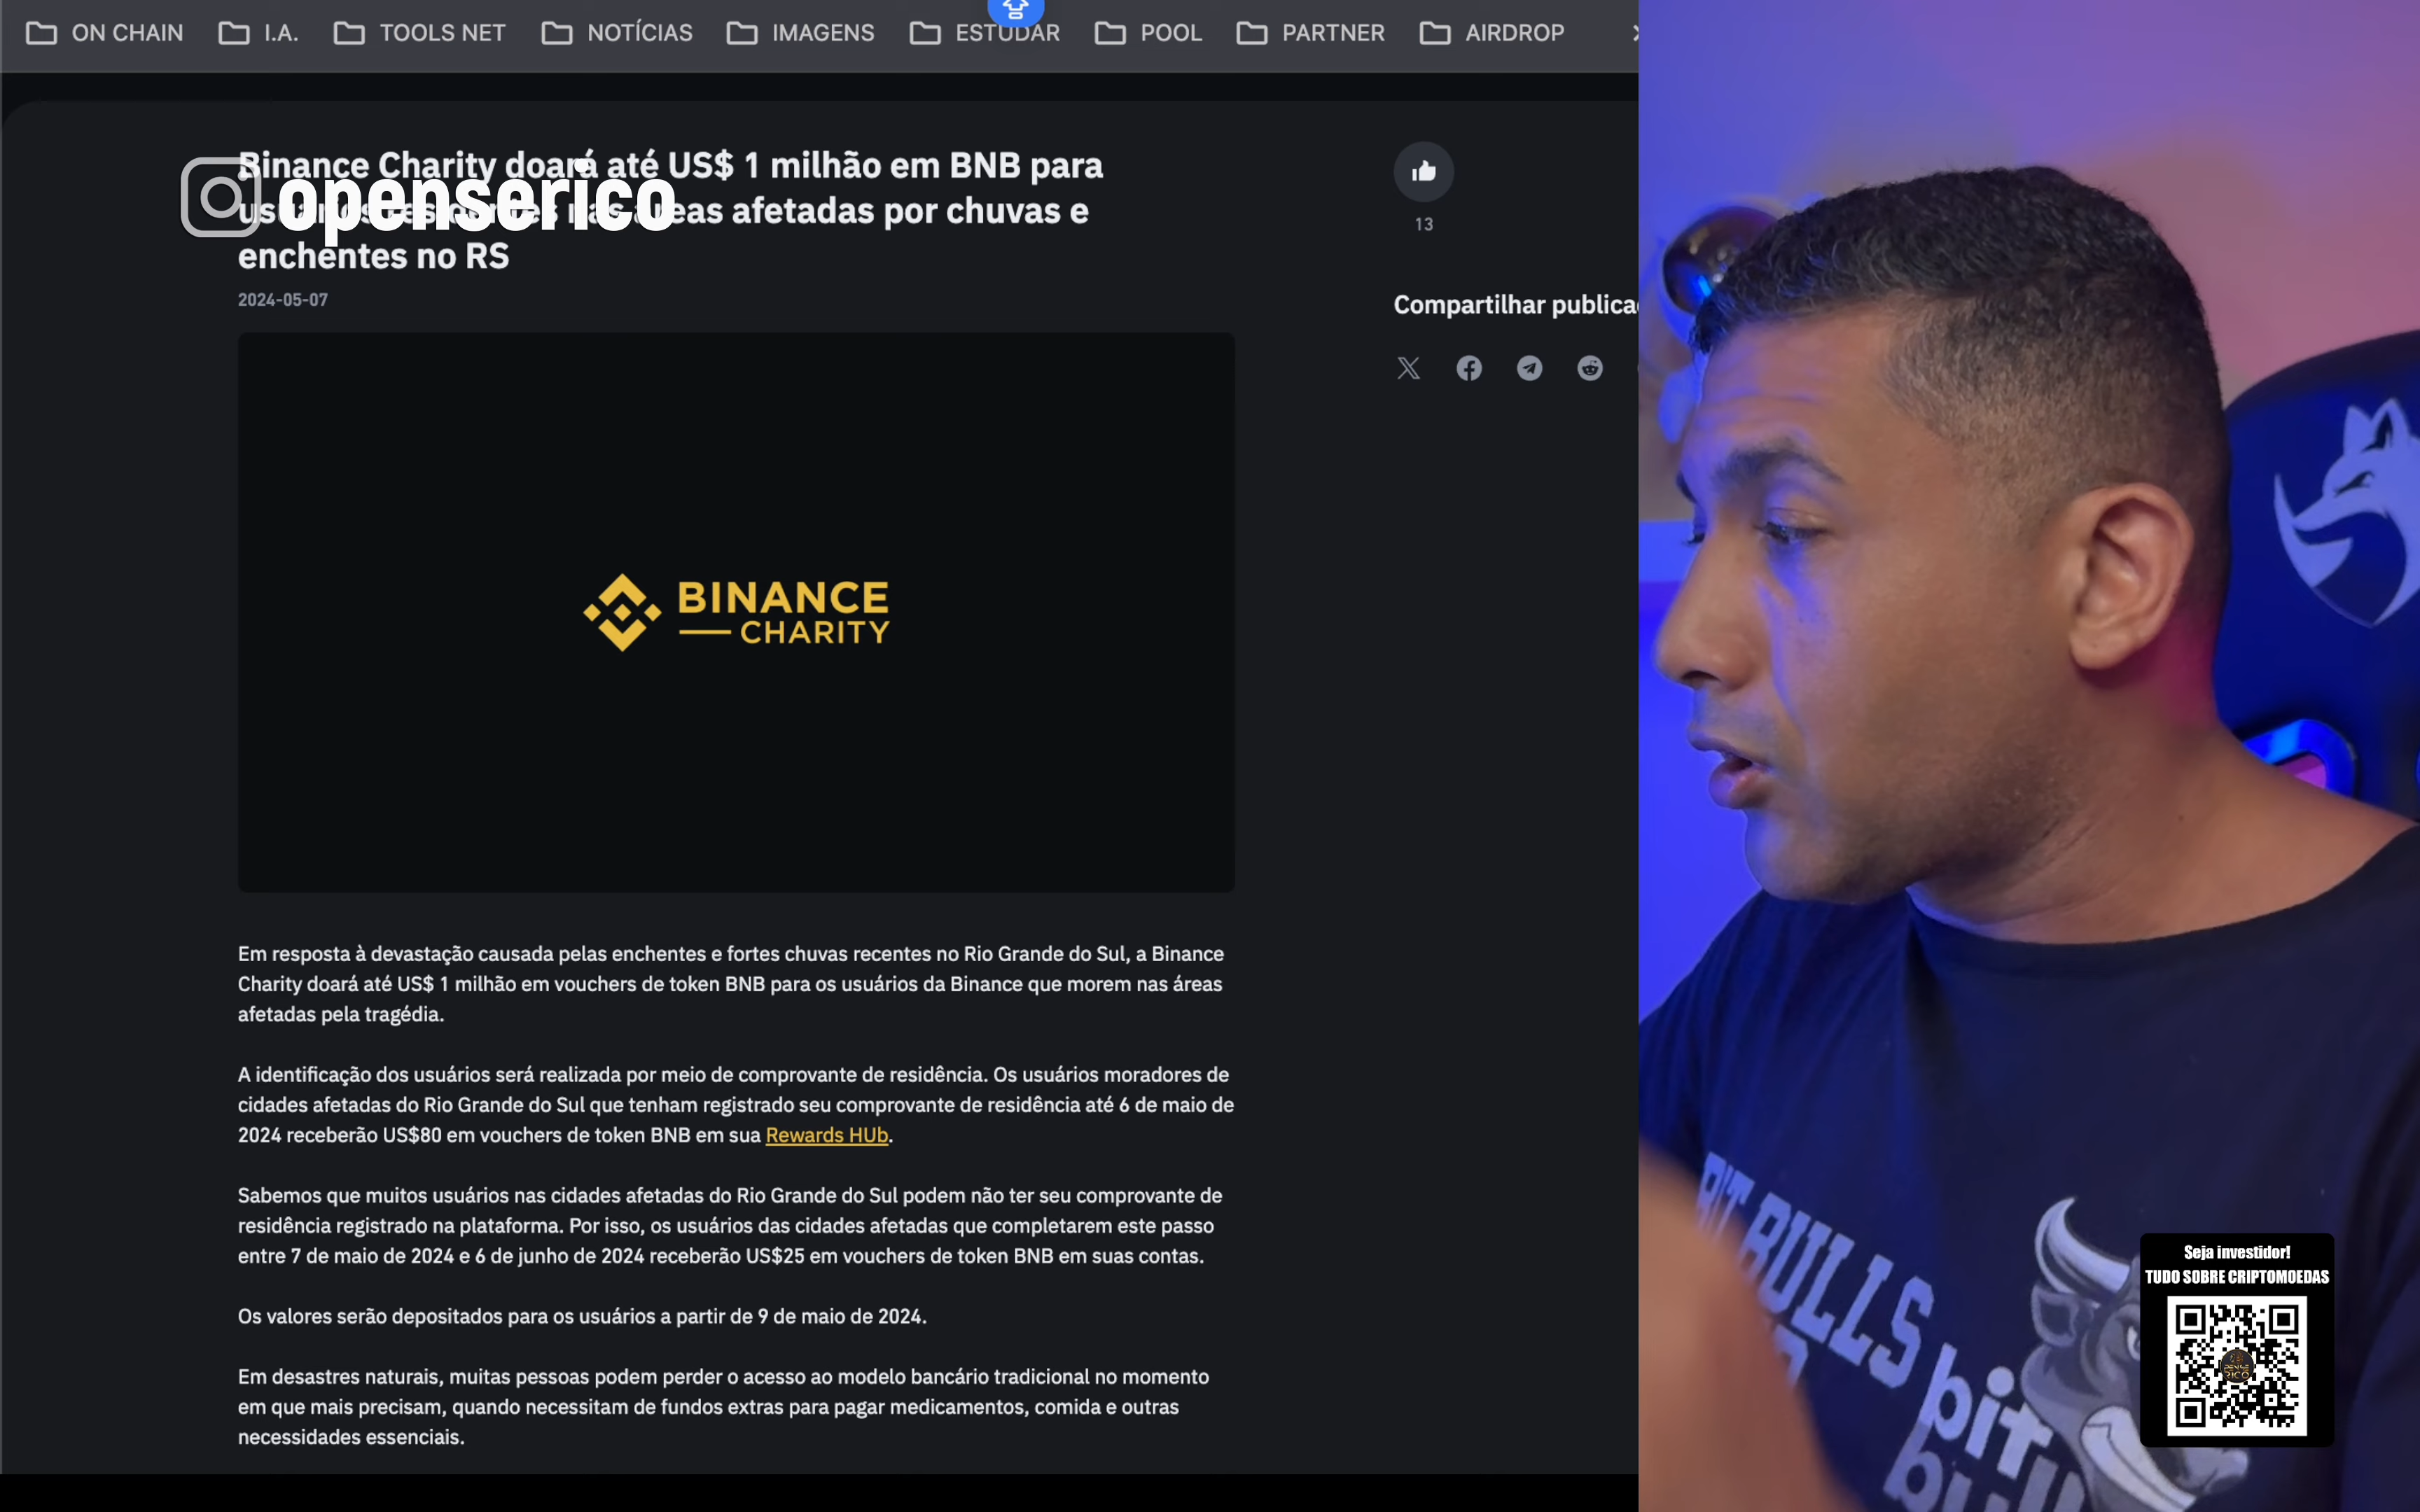 ON CHAIN I.A. TOOLS NET NOTÍCIAS IMAGENS ESTUDAR POOL PARTNER AIRDROP
Binance Charity doará até US$ 1 milhão em BNB para
usuários residentes nas áreas afetadas por chuvas e
enchentes no RS
openserico
2024-05-07
13
Compartilhar publica
BINANCE
CHARITY
Em resposta à devastação causada pelas enchentes e fortes chuvas recentes no Rio Grande do Sul, a Binance
Charity doará até US$ 1 milhão em vouchers de token BNB para os usuários da Binance que morem nas áreas
afetadas pela tragédia.
A identificação dos usuários será realizada por meio de comprovante de residência. Os usuários moradores de
cidades afetadas do Rio Grande do Sul que tenham registrado seu comprovante de residência até 6 de maio de
2024 receberão US$80 em vouchers de token BNB em sua Rewards HUb.
Sabemos que muitos usuários nas cidades afetadas do Rio Grande do Sul podem não ter seu comprovante de
residência registrado na plataforma. Por isso, os usuários das cidades afetadas que completarem este passo
entre 7 de maio de 2024 e 6 de junho de 2024 receberão US$25 em vouchers de token BNB em suas contas.
Os valores serão depositados para os usuários a partir de 9 de maio de 2024.
Em desastres naturais, muitas pessoas podem perder o acesso ao modelo bancário tradicional no momento
em que mais precisam, quando necessitam de fundos extras para pagar medicamentos, comida e outras
necessidades essenciais.
BULLS
bit
Seja investidor!
TUDO SOBRE CRIPTOMOEDAS